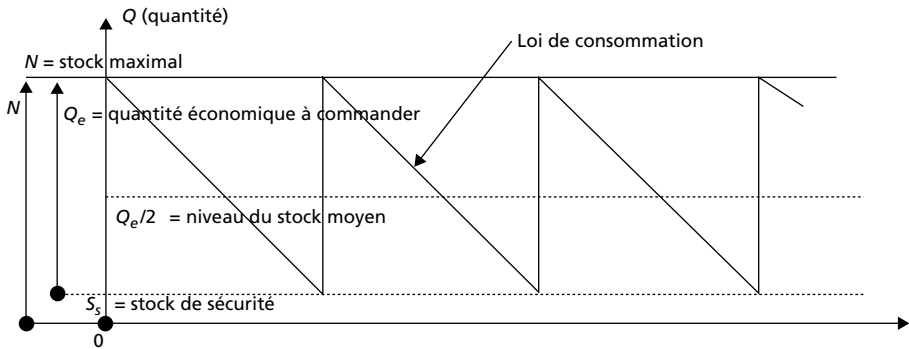 Q (quantité)
Loi de consommation
N = stock maximal
N
Qe = quantité économique à commander
Qe/2 = niveau du stock moyen
Ss = stock de sécurité
0